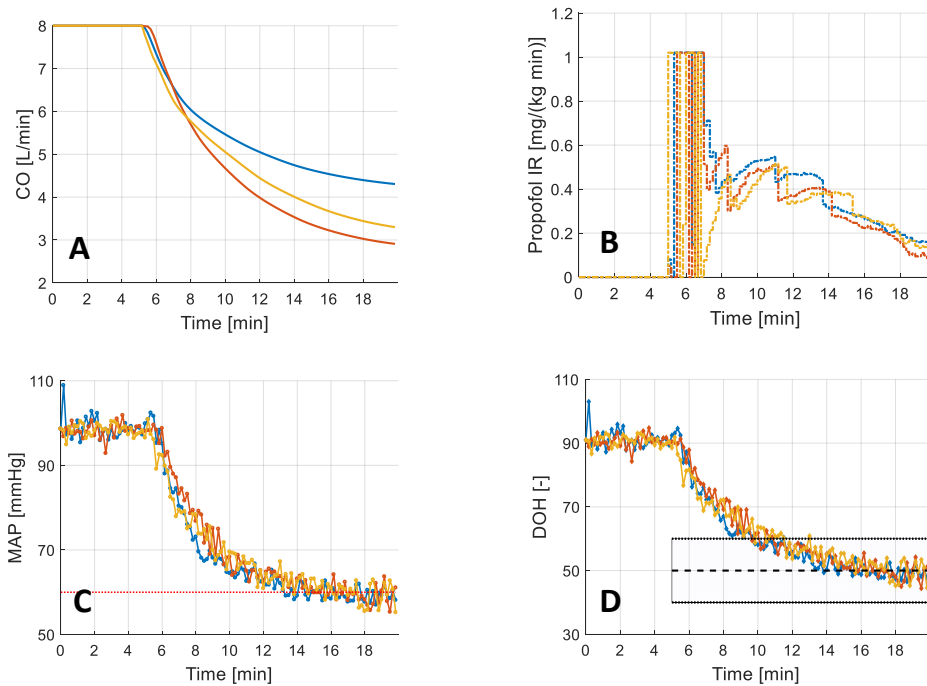 8
7
6
5
4
3
2
CO [L/min]
A
0 2 4 6 8 10 12 14 16 18
Time [min]
1.2
1
0.8
0.6
0.4
0.2
0
Propofol IR [mg/(kg min)]
B
0 2 4 6 8 10 12 14 16 18
Time [min]
110
90
70
50
MAP [mmHg]
C
0 2 4 6 8 10 12 14 16 18
Time [min]
110
90
70
50
30
DOH [-]
D
0 2 4 6 8 10 12 14 16 18
Time [min]